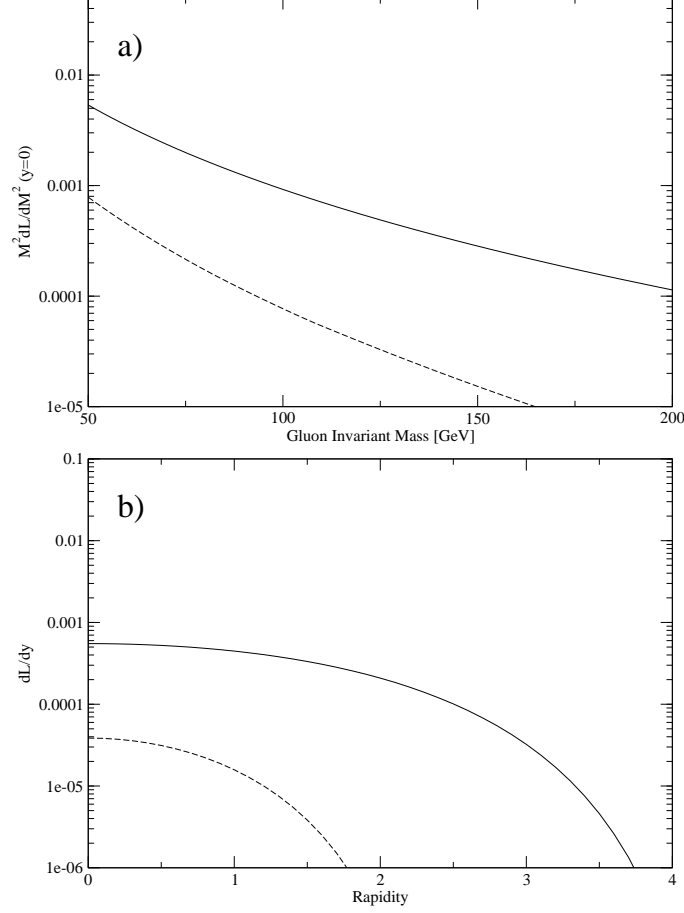 a)
0.01
0.001
0.0001
1e-05
M²dL/dM² (y=0)
50 100 150 200
Gluon Invariant Mass [GeV]
b)
0.1
0.01
0.001
0.0001
1e-05
1e-06
dL/dy
0 1 2 3 4
Rapidity